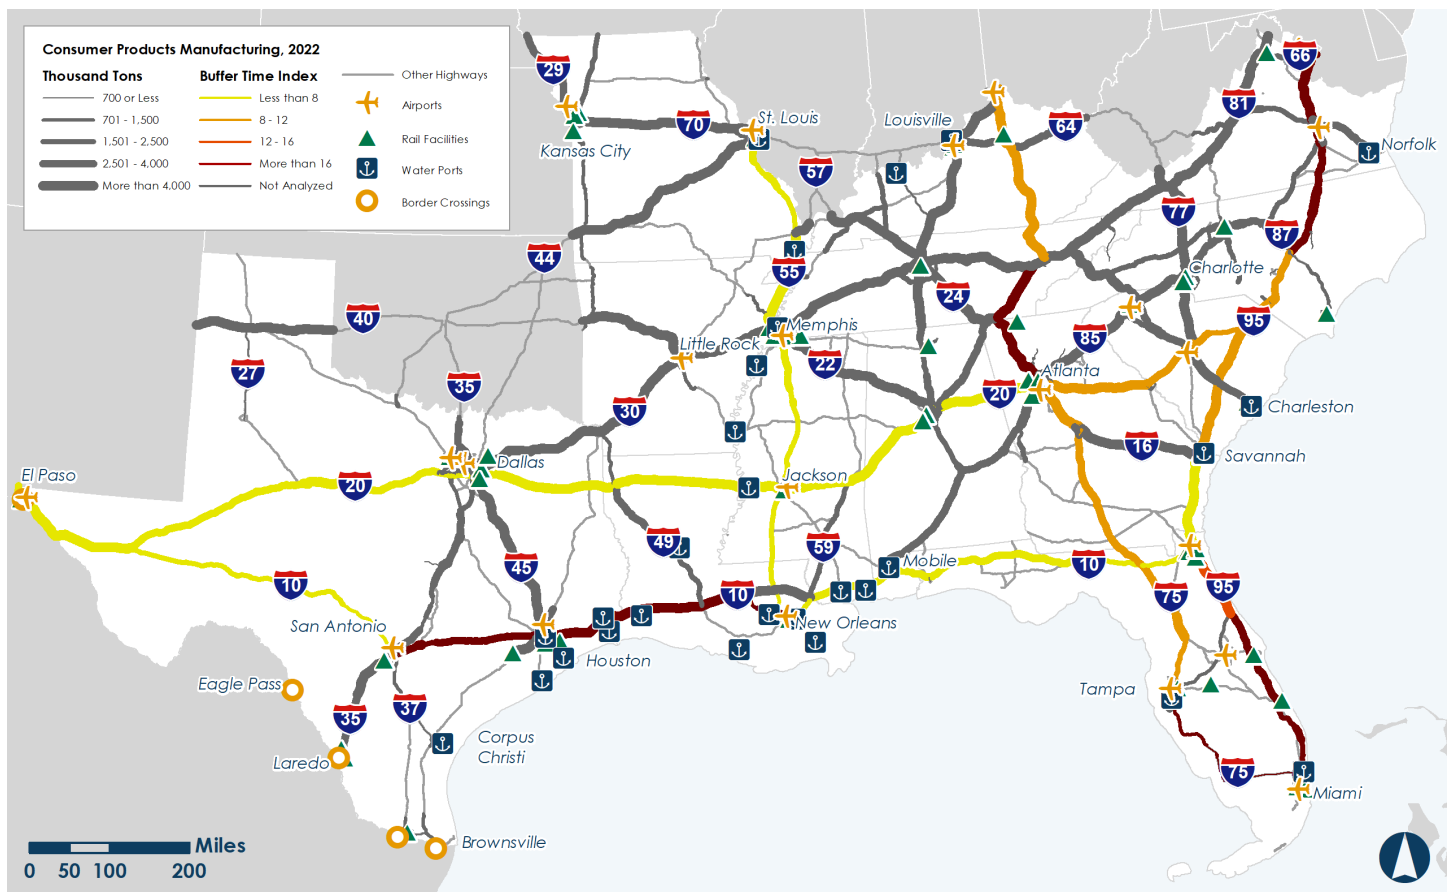 Consumer Products Manufacturing, 2022
Thousand Tons
Buffer Time Index
700 or Less
701 - 1,500
1,501 - 2,500
2,501 - 4,000
More than 4,000
Less than 8
8 - 12
12 - 16
More than 16
Not Analyzed
Other Highways
Airports
Rail Facilities
Water Ports
Border Crossings
29
66
81
70
St. Louis
Louisville
64
Norfolk
Kansas City
57
77
87
44
55
Charlotte
24
40
95
Memphis
85
Little Rock
22
27
Atlanta
35
20
30
Charleston
16
Savannah
Dallas
El Paso
20
Jackson
49
59
Mobile
45
10
10
10
75
95
New Orleans
San Antonio
Houston
Eagle Pass
Tampa
37
35
Corpus
Christi
Laredo
75
Miami
Brownsville
Miles
0 50 100 200